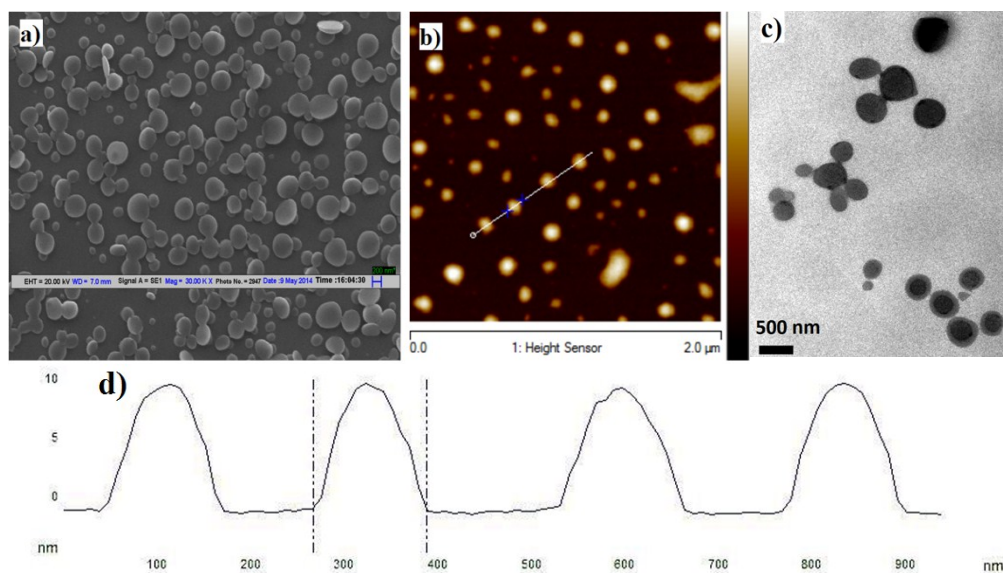 a)
EHT = 20.00 kV WD = 7.0 mm Signal A = SE1 Mag = 30.00 K X Photo No. = 2947 Date :9 May 2014 Time :16:04:30
200 nm
b)
0.0 1: Height Sensor 2.0 µm
c)
500 nm
d)
10
5
0
nm 100 200 300 400 500 600 700 800 900 nm